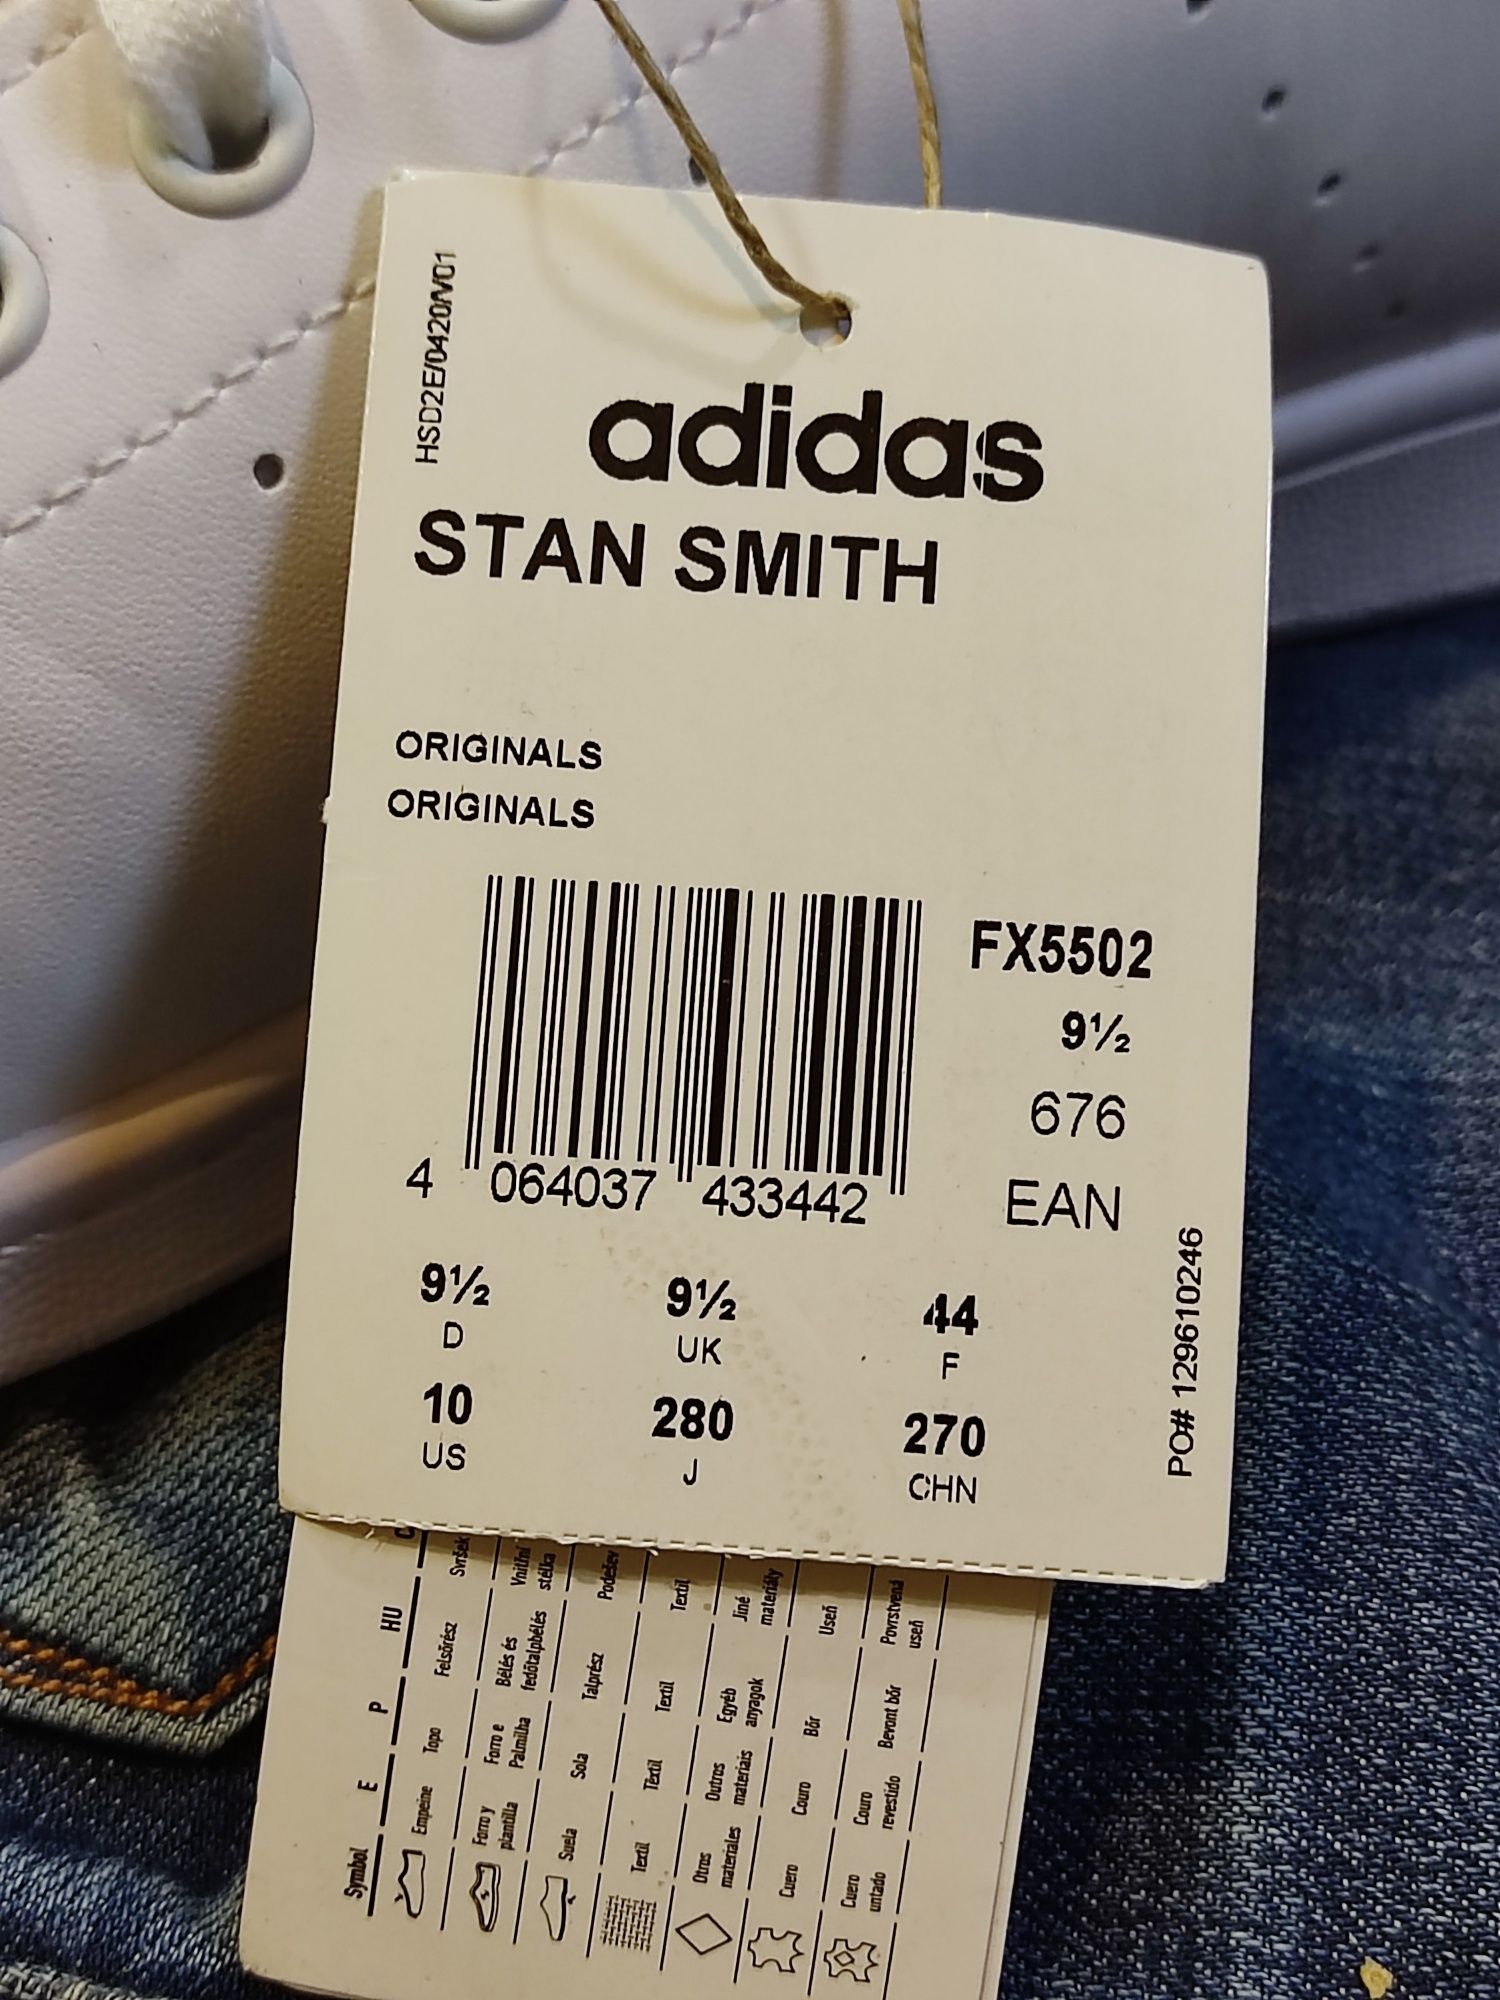 HSD2E/0420/V01
adidas
STAN SMITH
ORIGINALS
ORIGINALS
FX5502
9½
676
EAN
4 064037 433442
9½ 9½ 44
D UK F
10 280 270
US J CHN
PO# 129610246
Symbol E P HU C
Empeine Topo Felsőrész Svršek
Forro y plantilla Forro e Palmilha Bélés és fedőtalpbélés Vnitřní stélka
Suela Sola Talprész Podešev
Textil Têxtil Textil Textil
Otros materiales Outros materiais Egyéb anyagok Jiné materiály
Cuero Couro Bőr Useň
Cuero untado Couro revestido Bevont bőr Povrstvená useň